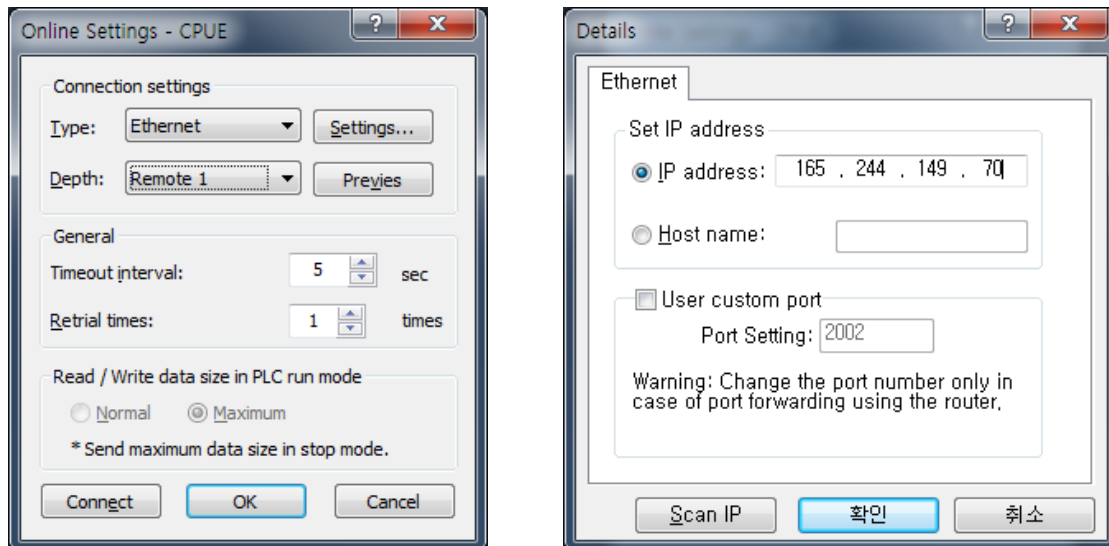 Online Settings - CPUE
Connection settings
Type: Ethernet Settings...
Depth: Remote 1 Previes
General
Timeout interval: 5 sec
Retrial times: 1 times
Read / Write data size in PLC run mode
Normal Maximum
* Send maximum data size in stop mode.
Connect OK Cancel
Details
Ethernet
Set IP address
IP address: 165 . 244 . 149 . 70
Host name:
User custom port
Port Setting: 2002
Warning: Change the port number only in
case of port forwarding using the router,
Scan IP 확인 취소